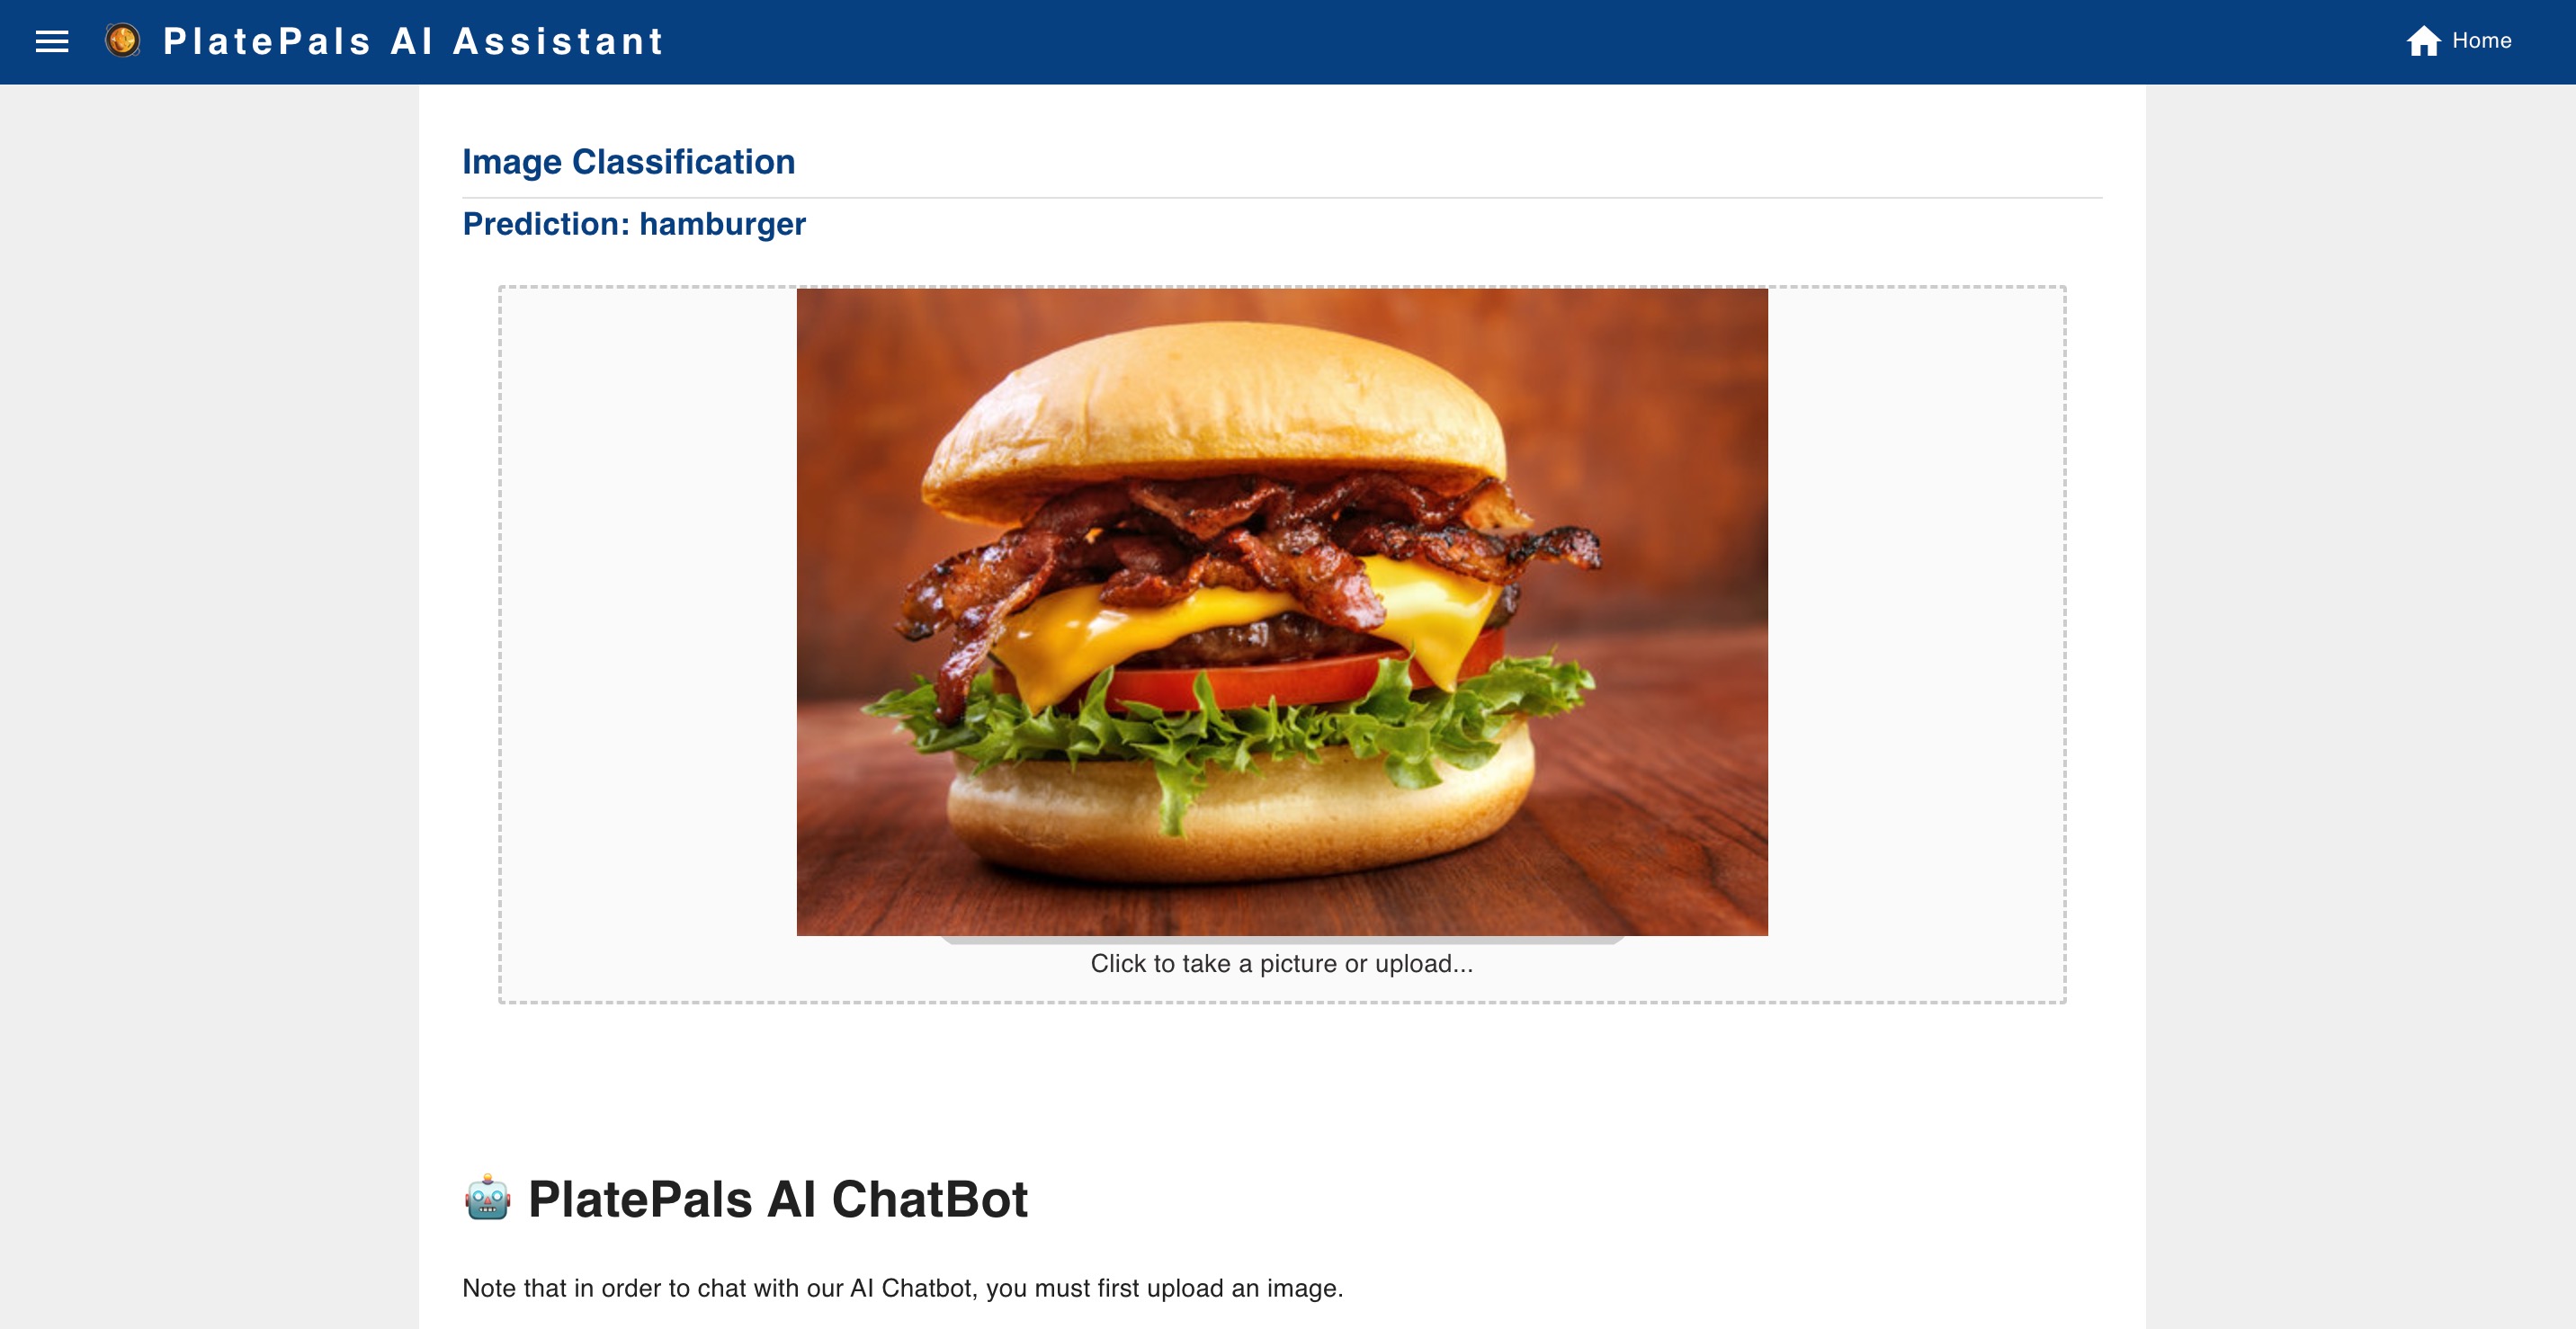 PlatePals AI Assistant
Home
Image Classification
Prediction: hamburger
Click to take a picture or upload...
🤖 PlatePals AI ChatBot
Note that in order to chat with our AI Chatbot, you must first upload an image.